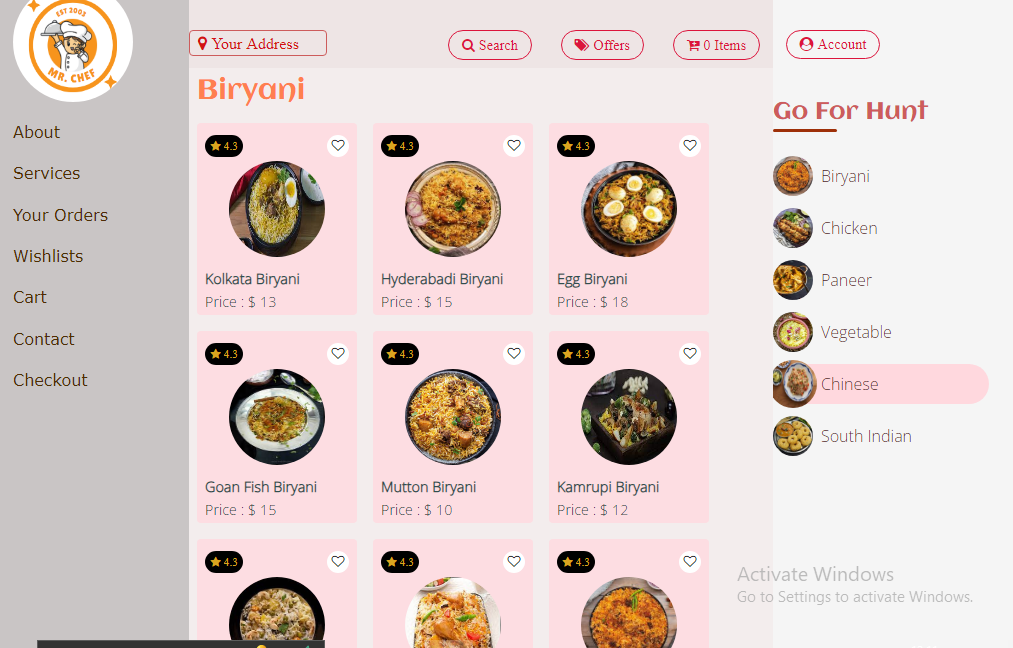 EST 2002
MR. CHEF
About
Services
Your Orders
Wishlists
Cart
Contact
Checkout
Your Address
Search
Offers
0 Items
Account
Biryani
4.3
Kolkata Biryani
Price : $ 13
4.3
Hyderabadi Biryani
Price : $ 15
4.3
Egg Biryani
Price : $ 18
4.3
Goan Fish Biryani
Price : $ 15
4.3
Mutton Biryani
Price : $ 10
4.3
Kamrupi Biryani
Price : $ 12
4.3
4.3
4.3
Go For Hunt
Biryani
Chicken
Paneer
Vegetable
Chinese
South Indian
Activate Windows
Go to Settings to activate Windows.